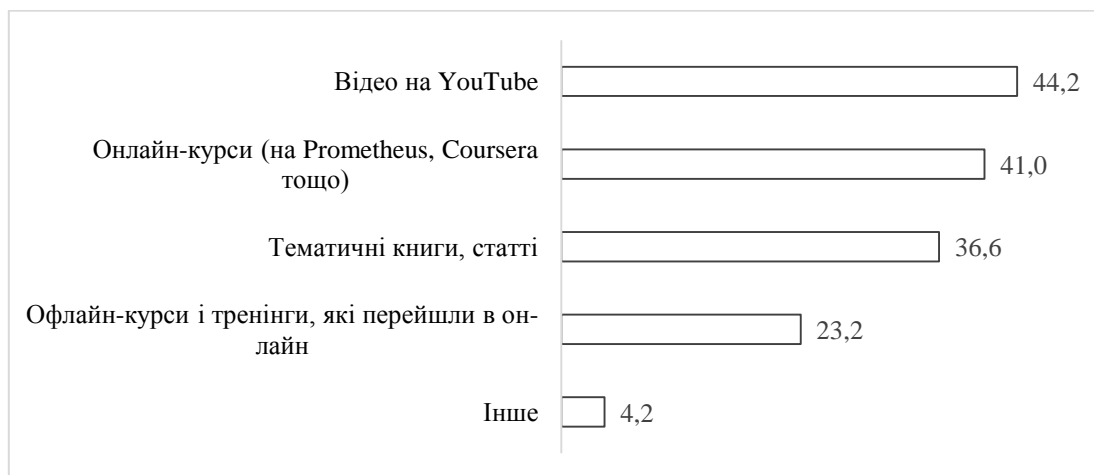 Відео на YouTube
44,2
Онлайн-курси (на Prometheus, Coursera
тощо)
41,0
Тематичні книги, статті
36,6
Офлайн-курси і тренінги, які перейшли в он-
лайн
23,2
Інше
4,2